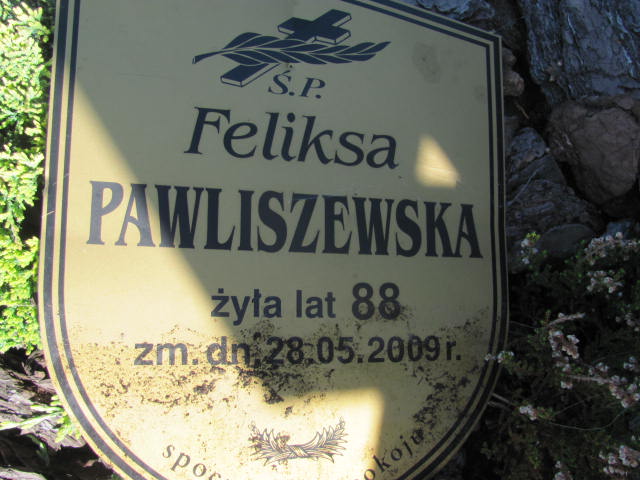 Ś.P.
Feliksa
PAWLISZEWSKA
żyła lat 88
zm. dn. 28.05.2009 r.